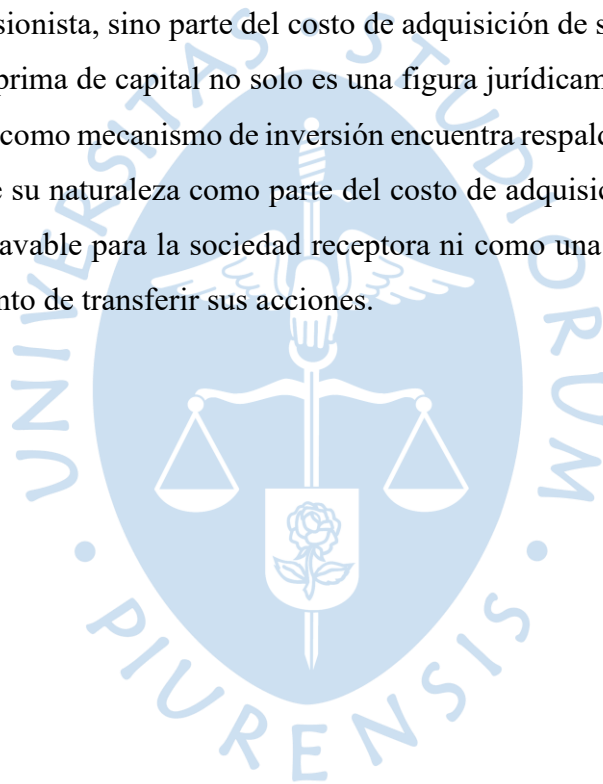 sionista, sino parte del costo de adquisición de s
prima de capital no solo es una figura jurídicam
como mecanismo de inversión encuentra respald
e su naturaleza como parte del costo de adquisic
avable para la sociedad receptora ni como una
nto de transferir sus acciones.
UNIVERSITAS • STUDIORUM • PIURENSIS